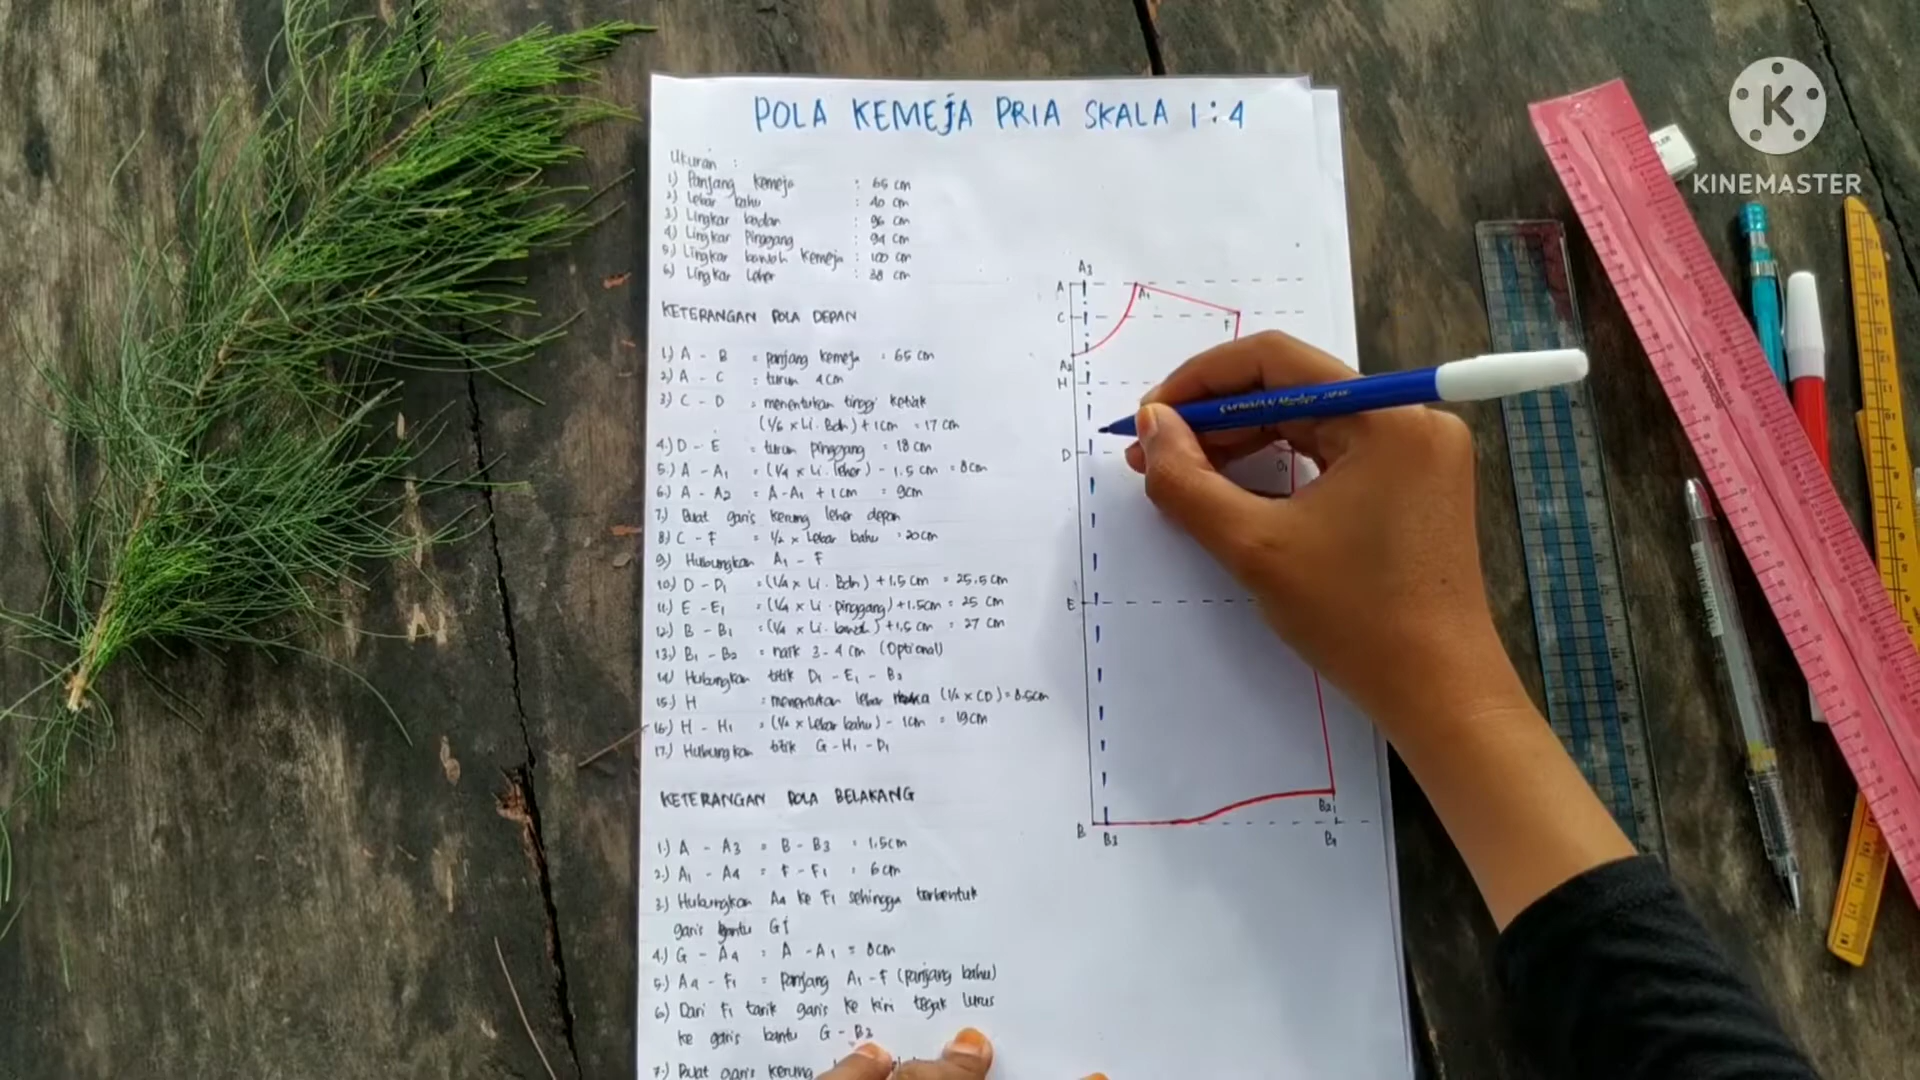 POLA KEMEJA PRIA SKALA 1:4
Ukuran :
1.) Panjang kemeja : 65 cm
2) Lebar bahu : 40 cm
3) Lingkar badan : 96 cm
4) Lingkar Pinggang : 94 cm
5) Lingkar bawah kemeja : 100 cm
6) Lingkar Leher : 38 cm
KETERANGAN POLA DEPAN
1.) A - B = panjang kemeja = 65 cm
2.) A - C = turun 4 cm
3.) C - D = menentukan tinggi ketiak
(1/6 x Li. Bdn) + 1 cm = 17 cm
4.) D - E = turun pinggang = 18 cm
5.) A - A1 = (1/4 x Li. leher) - 1.5 cm = 8 cm
6.) A - A2 = A - A1 + 1 cm = 9 cm
7.) Buat garis kerung leher depan
8.) C - F = 1/2 x Lebar bahu = 20 cm
9.) Hubungkan A1 - F
10.) D - D1 = (1/4 x Li. Bdn) + 1.5 cm = 25.5 cm
11.) E - E1 = (1/4 x Li. pinggang) + 1.5 cm = 25 cm
12.) B - B1 = (1/4 x Li. bawah) + 1.5 cm = 27 cm
13.) B1 - B2 = naik 3 - 4 cm (Optional)
14.) Hubungkan titik D1 - E1 - B2
15.) H = menentukan lebar muka (1/2 x CD) = 8.5 cm
16.) H - H1 = (1/2 x Lebar bahu) - 1 cm = 19 cm
17.) Hubungkan titik G - H1 - D1
KETERANGAN POLA BELAKANG
1.) A - A3 = B - B3 = 1.5 cm
2.) A1 - A4 = F - F1 = 6 cm
3.) Hubungkan A4 ke F1 sehingga terbentuk
garis bantu G1
4.) G - A4 = A - A1 = 8 cm
5.) A4 - F1 = panjang A1 - F (panjang bahu)
6.) Dari F1 tarik garis ke kiri tegak lurus
ke garis bantu G - B3
7.) Buat garis kerung
A3
A
A1
C
F
A2
H
D
D1
E
B2
B
B3
B1
KINEMASTER